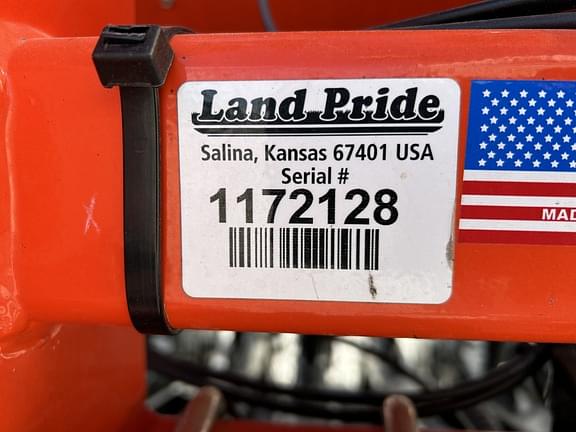 Land Pride
Salina, Kansas 67401 USA
Serial #
1172128
MAD